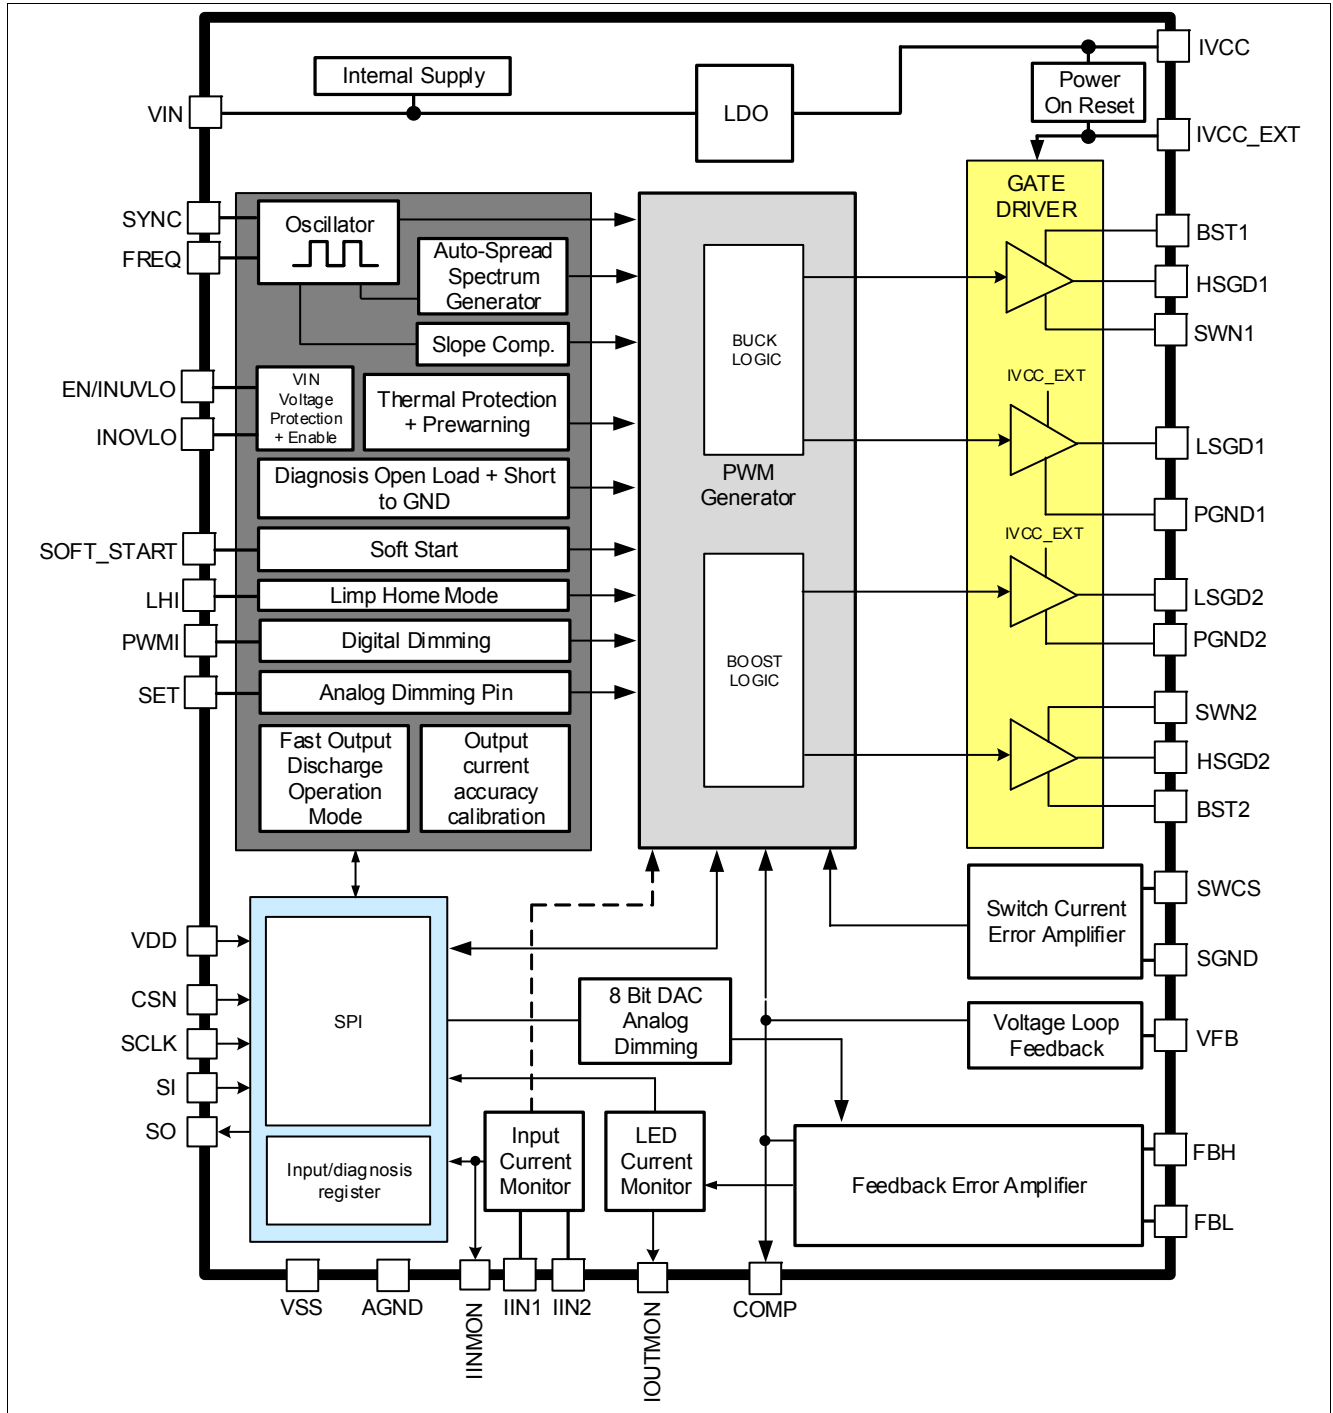 IVCC
Internal Supply
Power
On Reset
VIN
LDO
IVCC_EXT
GATE
DRIVER
SYNC
Oscillator
FREQ
Auto-Spread
Spectrum
Generator
BST1
HSGD1
SWN1
Slope Comp.
BUCK
LOGIC
EN/INUVLO
INOVLO
VIN
Voltage
Protection
+ Enable
Thermal Protection
+ Prewarning
IVCC_EXT
LSGD1
Diagnosis Open Load + Short
to GND
PWM
Generator
PGND1
IVCC_EXT
SOFT_START
Soft Start
LHI
Limp Home Mode
LSGD2
PWMI
Digital Dimming
PGND2
BOOST
LOGIC
SET
Analog Dimming Pin
SWN2
Fast Output
Discharge
Operation
Mode
Output
current
accuracy
calibration
HSGD2
BST2
SWCS
Switch Current
Error Amplifier
SGND
VDD
CSN
SCLK
SI
SO
SPI
8 Bit DAC
Analog
Dimming
Voltage Loop
Feedback
VFB
Input/diagnosis
register
Input
Current
Monitor
LED
Current
Monitor
Feedback Error Amplifier
FBH
FBL
VSS
AGND
IINMON
IIN1
IIN2
IOUTMON
COMP